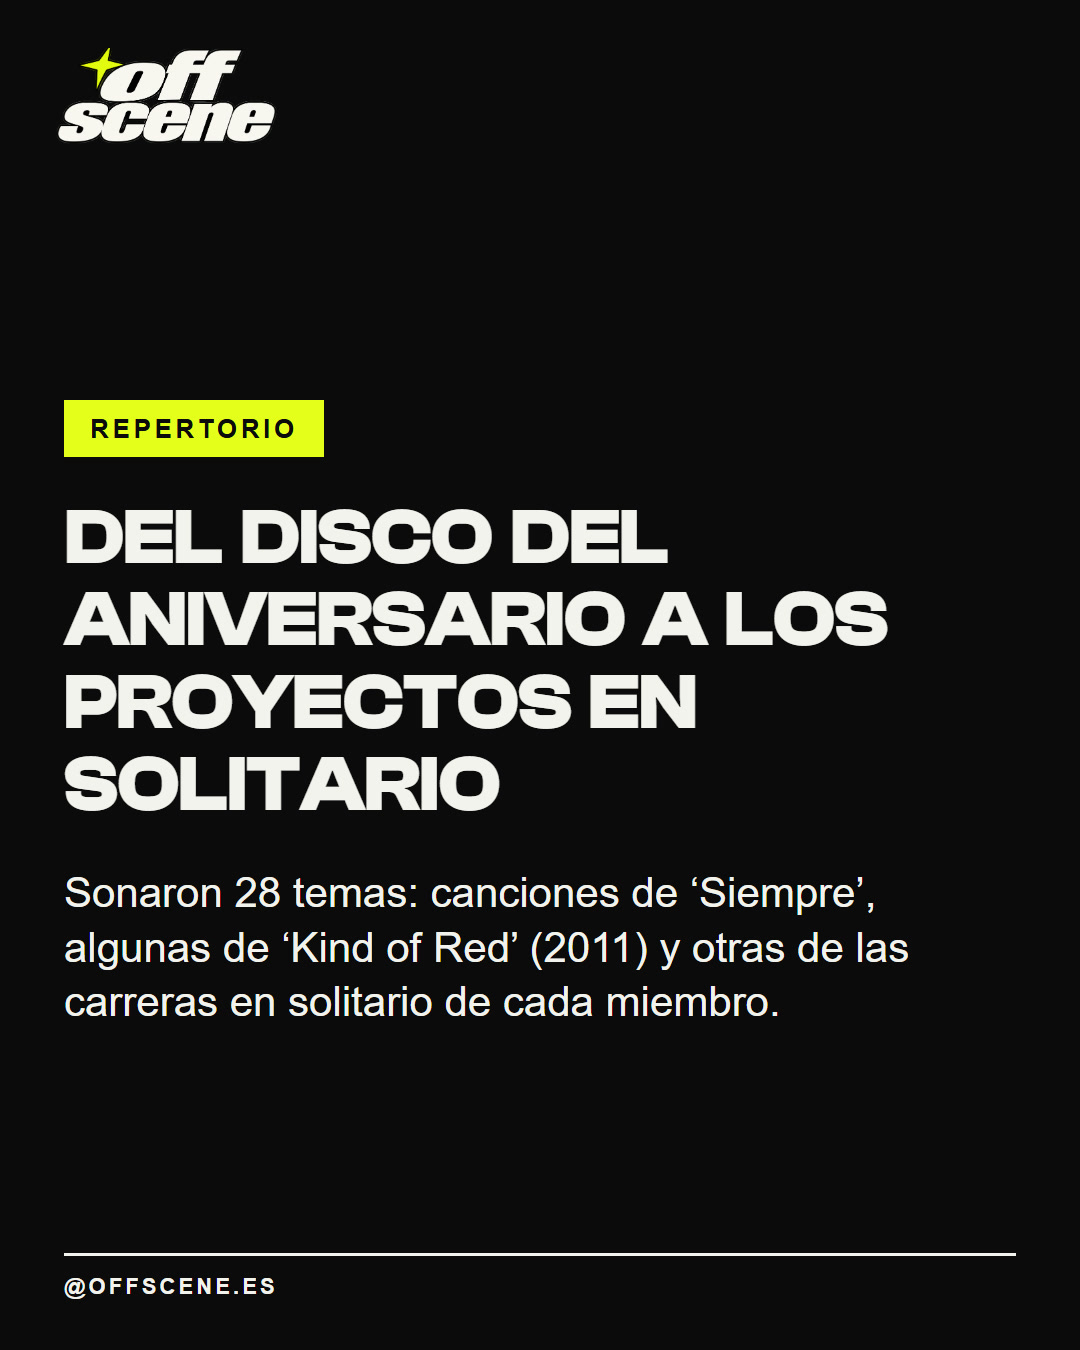 off
scene
REPERTORIO
DEL DISCO DEL
ANIVERSARIO A LOS
PROYECTOS EN
SOLITARIO
Sonaron 28 temas: canciones de ‘Siempre’,
algunas de ‘Kind of Red’ (2011) y otras de las
carreras en solitario de cada miembro.
@OFFSCENE.ES